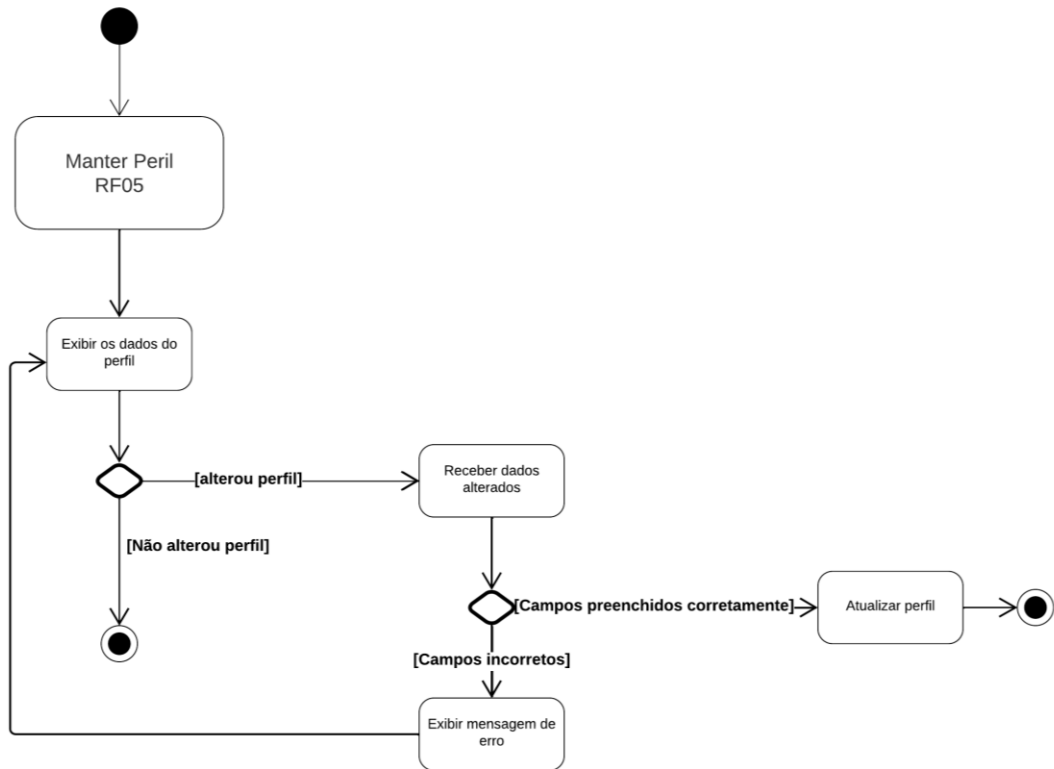 Manter Peril
RF05
Exibir os dados do
perfil
[alterou perfil]
Receber dados
alterados
[Não alterou perfil]
[Campos preenchidos corretamente]
Atualizar perfil
[Campos incorretos]
Exibir mensagem de
erro